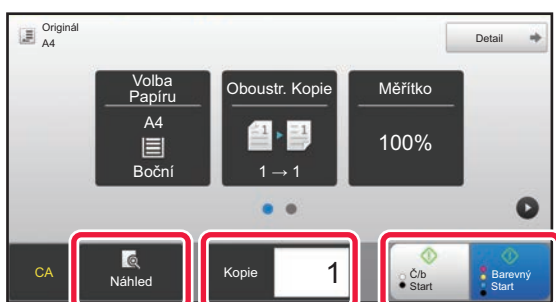 Originál
A4
Detail
Volba
Papíru
A4
Boční
Oboustr. Kopie
1 → 1
Měřítko
100%
CA
Náhled
Kopie
1
Č/b
Start
Barevný
Start